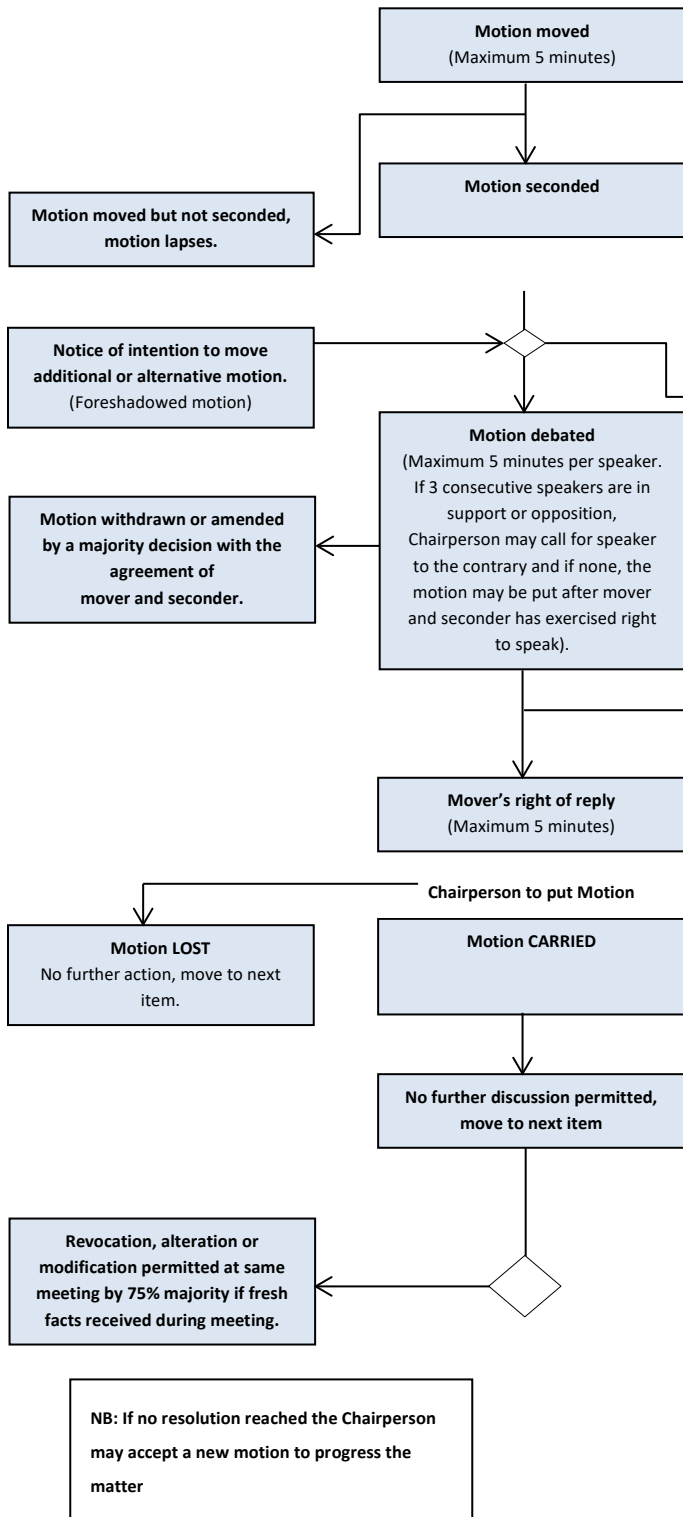 Motion moved
(Maximum 5 minutes)
Motion seconded
Motion moved but not seconded,
motion lapses.
Notice of intention to move
additional or alternative motion.
(Foreshadowed motion)
Motion debated
(Maximum 5 minutes per speaker.
If 3 consecutive speakers are in
support or opposition,
Chairperson may call for speaker
to the contrary and if none, the
motion may be put after mover
and seconder has exercised right
to speak).
Motion withdrawn or amended
by a majority decision with the
agreement of
mover and seconder.
Mover’s right of reply
(Maximum 5 minutes)
Chairperson to put Motion
Motion LOST
No further action, move to next
item.
Motion CARRIED
No further discussion permitted,
move to next item
Revocation, alteration or
modification permitted at same
meeting by 75% majority if fresh
facts received during meeting.
NB: If no resolution reached the Chairperson
may accept a new motion to progress the
matter